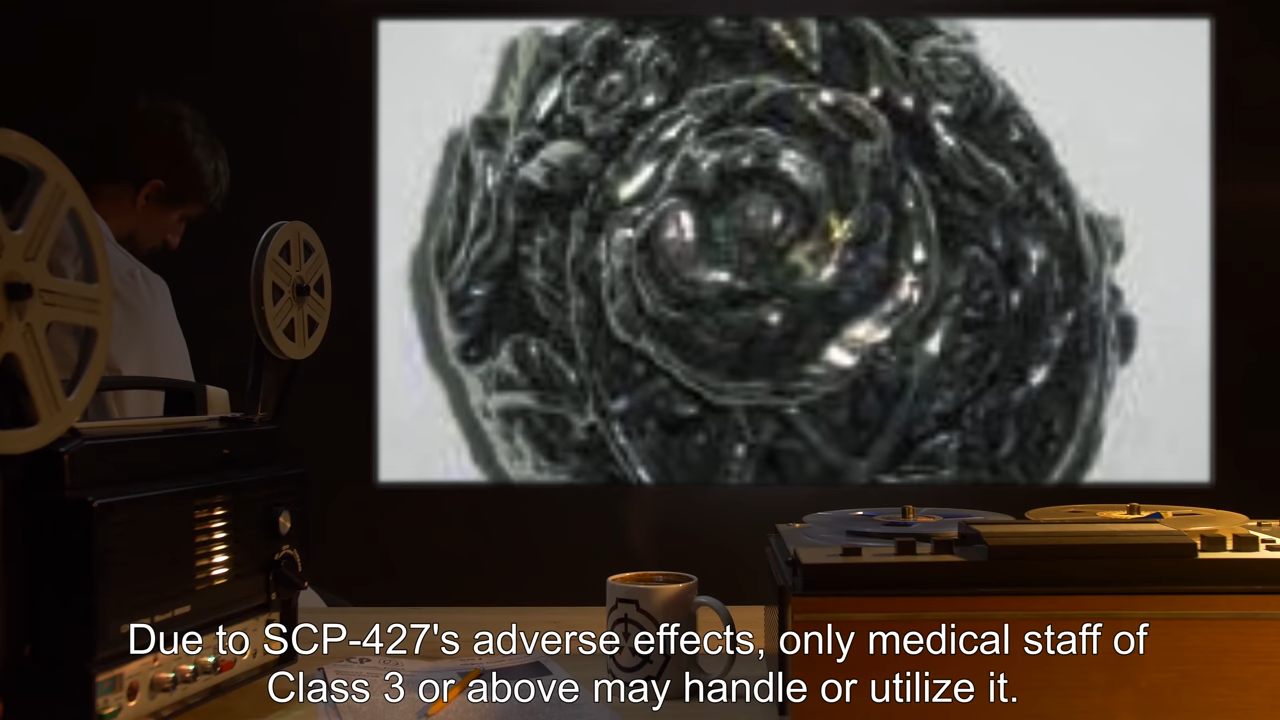 Due to SCP-427's adverse effects, only medical staff of
Class 3 or above may handle or utilize it.